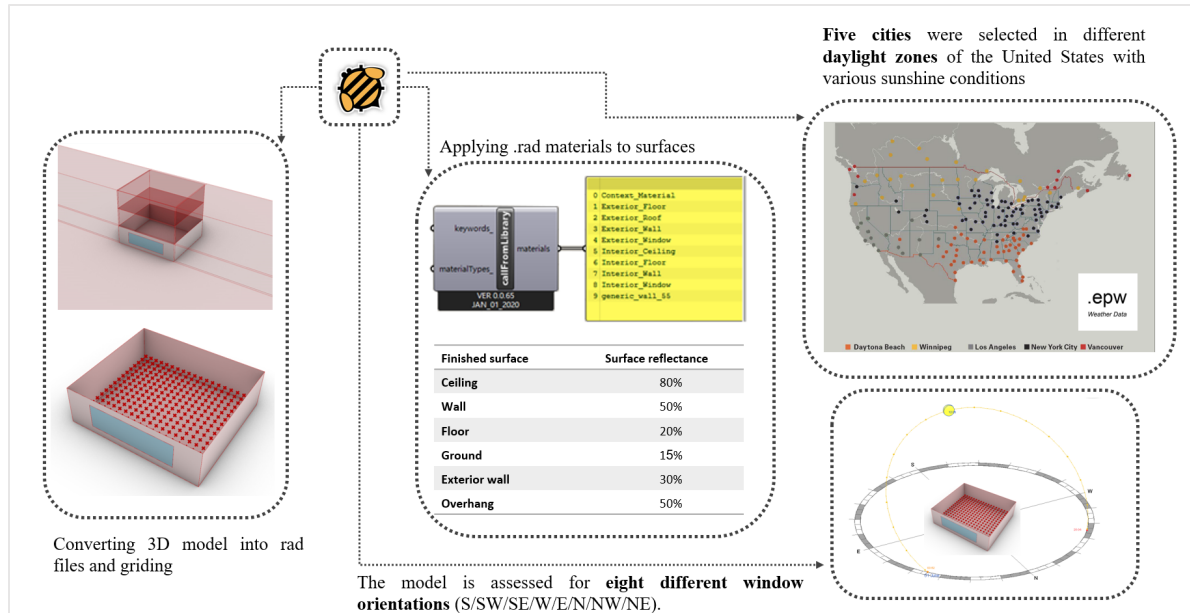 Five cities were selected in different
daylight zones of the United States with
various sunshine conditions
Applying .rad materials to surfaces
keywords_
materialTypes_
callFromLibrary
materials
VER 0.0.65
JAN_01_2020
0 Context_Material
1 Exterior_Floor
2 Exterior_Roof
3 Exterior_Wall
4 Exterior_Window
5 Interior_Ceiling
6 Interior_Floor
7 Interior_Wall
8 Interior_Window
9 generic_wall_55
.epw
Weather Data
Daytona Beach Winnipeg Los Angeles New York City Vancouver
Finished surface Surface reflectance
Ceiling 80%
Wall 50%
Floor 20%
Ground 15%
Exterior wall 30%
Overhang 50%
S
W
E
N
Converting 3D model into rad
files and griding
The model is assessed for eight different window
orientations (S/SW/SE/W/E/N/NW/NE).